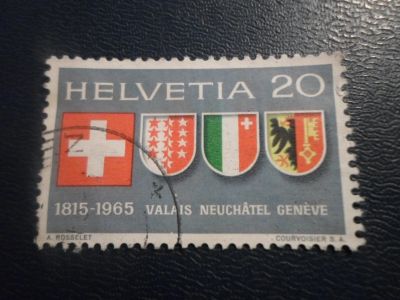 HELVETIA 20
1815-1965 VALAIS NEUCHÂTEL GENÈVE
A. ROSSELET COURVOISIER S.A.